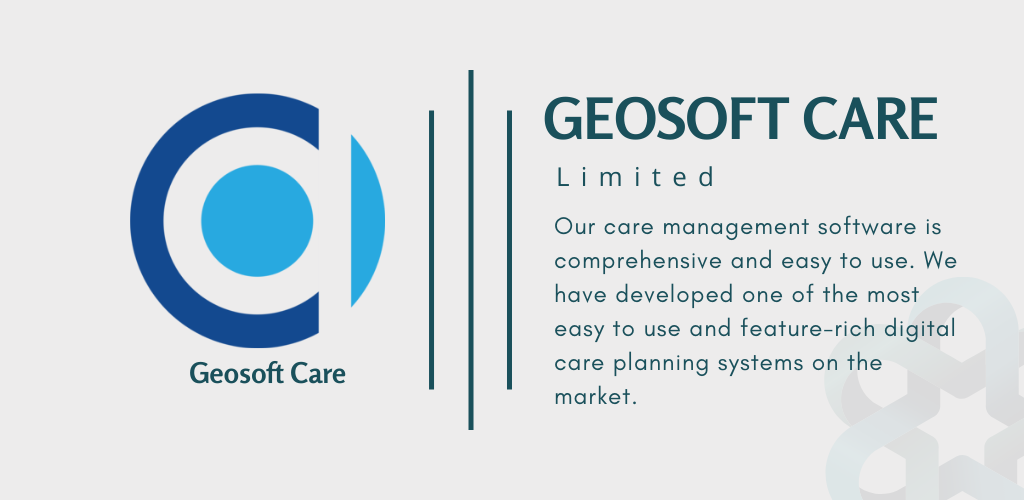 Geosoft Care
GEOSOFT CARE
Limited
Our care management software is
comprehensive and easy to use. We
have developed one of the most
easy to use and feature-rich digital
care planning systems on the
market.